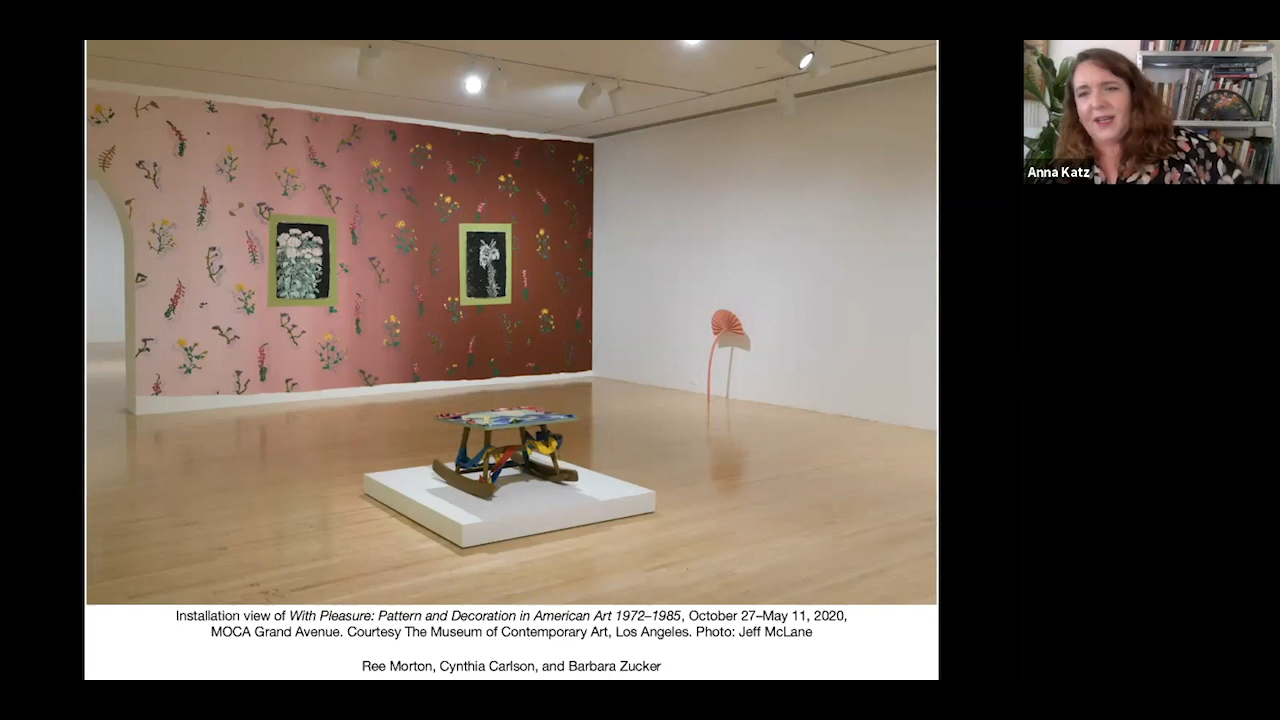 Anna Katz
Installation view of With Pleasure: Pattern and Decoration in American Art 1972–1985, October 27–May 11, 2020,
MOCA Grand Avenue. Courtesy The Museum of Contemporary Art, Los Angeles. Photo: Jeff McLane
Ree Morton, Cynthia Carlson, and Barbara Zucker